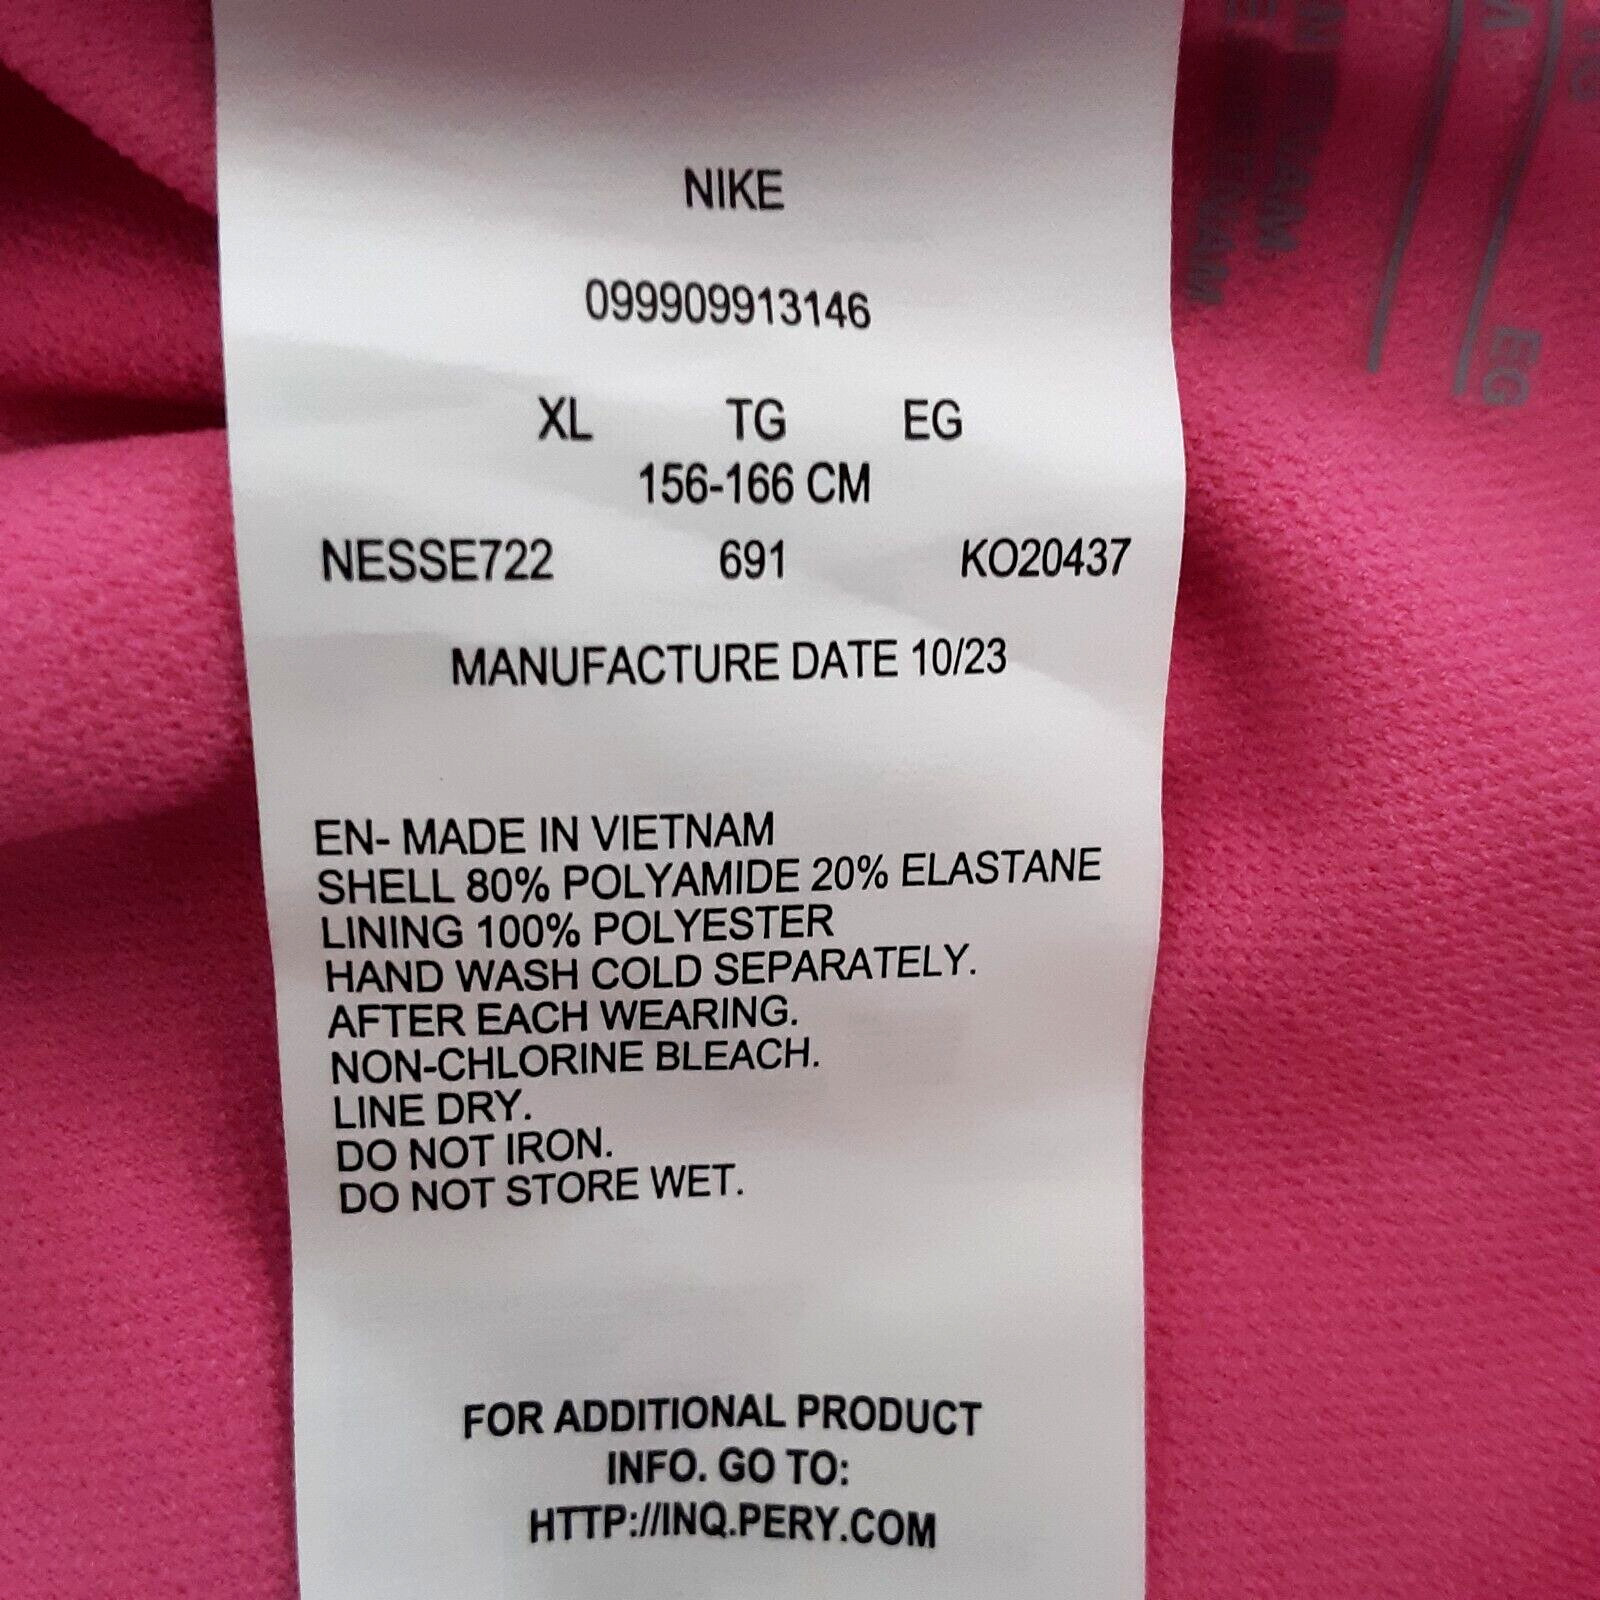 NIKE
099909913146
XL TG EG
156-166 CM
NESSE722 691 KO20437
MANUFACTURE DATE 10/23
EN- MADE IN VIETNAM
SHELL 80% POLYAMIDE 20% ELASTANE
LINING 100% POLYESTER
HAND WASH COLD SEPARATELY.
AFTER EACH WEARING.
NON-CHLORINE BLEACH.
LINE DRY.
DO NOT IRON.
DO NOT STORE WET.
FOR ADDITIONAL PRODUCT
INFO. GO TO:
HTTP://INQ.PERY.COM
EG